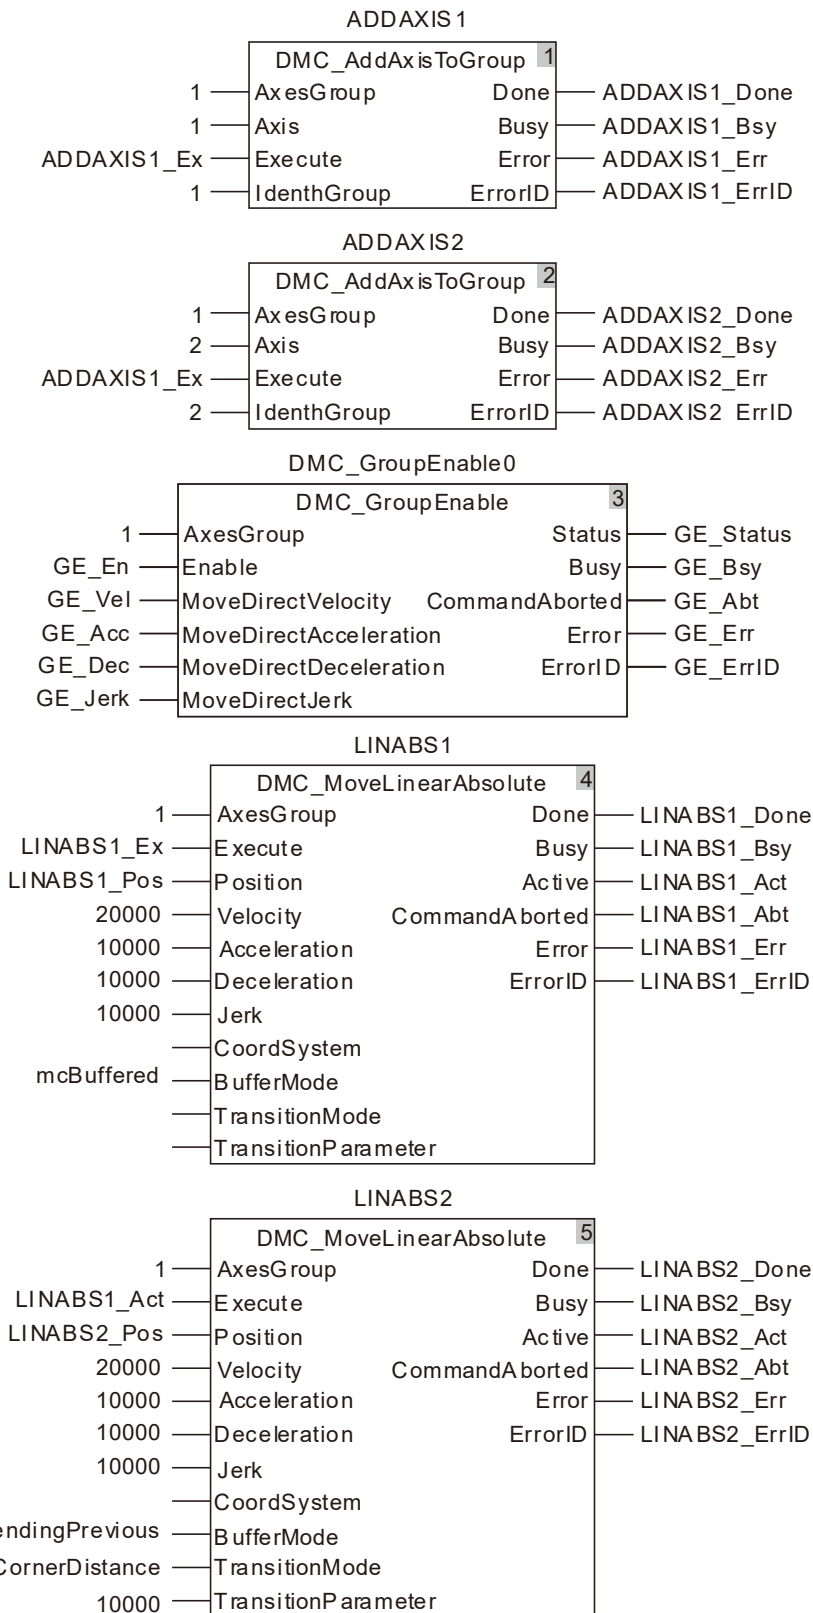 ADDAXIS1
DMC_AddAxisToGroup 1
1 AxesGroup Done ADDAXIS1_Done
1 Axis Busy ADDAXIS1_Bsy
ADDAXIS1_Ex Execute Error ADDAXIS1_Err
1 IdenthGroup ErrorID ADDAXIS1_ErrID
ADDAXIS2
DMC_AddAxisToGroup 2
1 AxesGroup Done ADDAXIS2_Done
2 Axis Busy ADDAXIS2_Bsy
ADDAXIS1_Ex Execute Error ADDAXIS2_Err
2 IdenthGroup ErrorID ADDAXIS2 ErrID
DMC_GroupEnable0
DMC_GroupEnable 3
1 AxesGroup Status GE_Status
GE_En Enable Busy GE_Bsy
GE_Vel MoveDirectVelocity CommandAborted GE_Abt
GE_Acc MoveDirectAcceleration Error GE_Err
GE_Dec MoveDirectDeceleration ErrorID GE_ErrID
GE_Jerk MoveDirectJerk
LINABS1
DMC_MoveLinearAbsolute 4
1 AxesGroup Done LINABS1_Done
LINABS1_Ex Execute Busy LINABS1_Bsy
LINABS1_Pos Position Active LINABS1_Act
20000 Velocity CommandAborted LINABS1_Abt
10000 Acceleration Error LINABS1_Err
10000 Deceleration ErrorID LINABS1_ErrID
10000 Jerk
CoordSystem
mcBuffered BufferMode
TransitionMode
TransitionParameter
LINABS2
DMC_MoveLinearAbsolute 5
1 AxesGroup Done LINABS2_Done
LINABS1_Act Execute Busy LINABS2_Bsy
LINABS2_Pos Position Active LINABS2_Act
20000 Velocity CommandAborted LINABS2_Abt
10000 Acceleration Error LINABS2_Err
10000 Deceleration ErrorID LINABS2_ErrID
10000 Jerk
CoordSystem
endingPrevious BufferMode
CornerDistance TransitionMode
10000 TransitionParameter